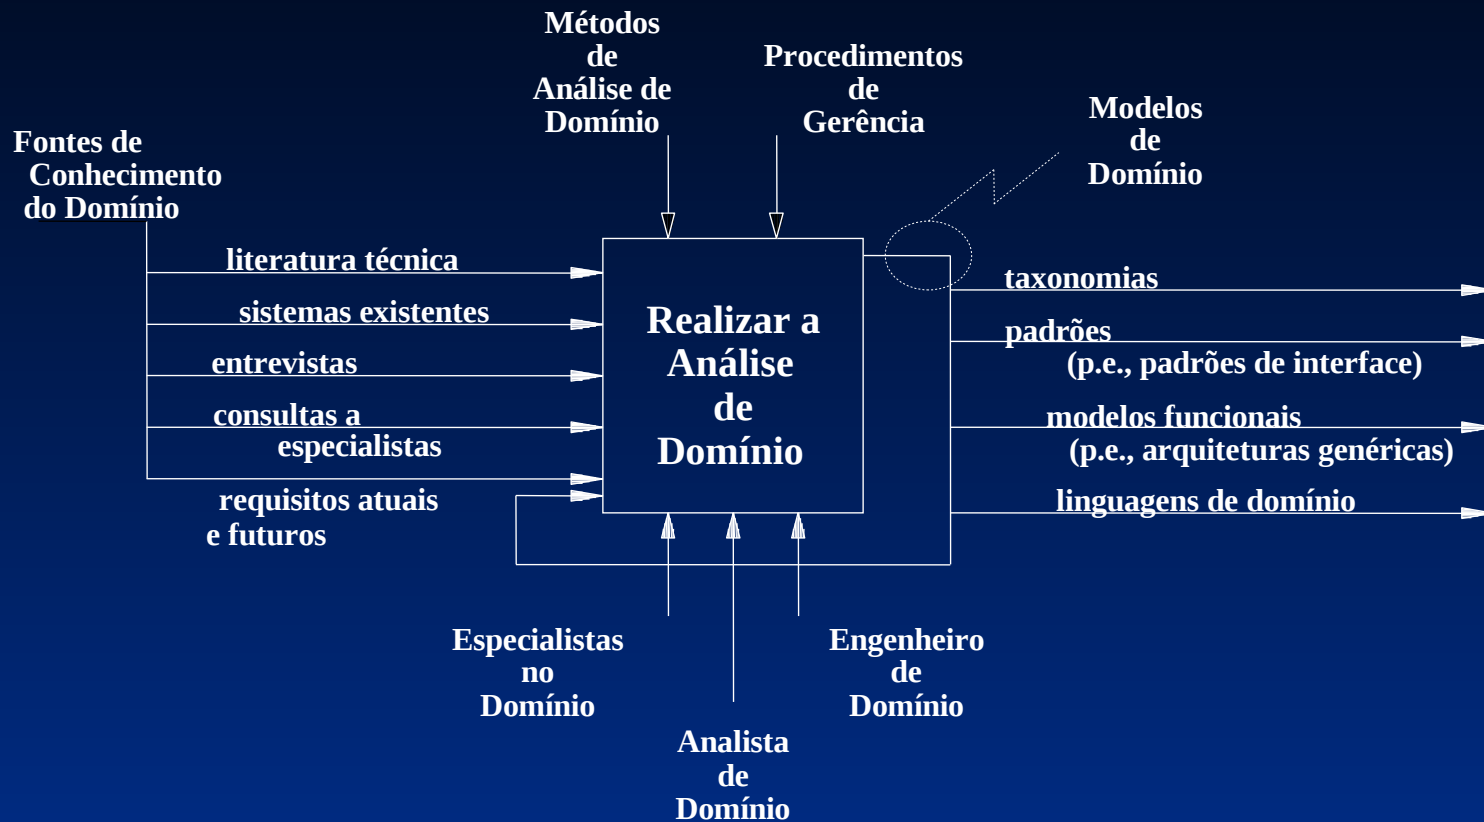 Métodos
de
Análise de
Domínio
Procedimentos
de
Gerência
Modelos
de
Domínio
Fontes de
Conhecimento
do Domínio
literatura técnica
sistemas existentes
entrevistas
consultas a
especialistas
requisitos atuais
e futuros
Realizar a
Análise
de
Domínio
taxonomias
padrões
(p.e., padrões de interface)
modelos funcionais
(p.e., arquiteturas genéricas)
linguagens de domínio
Especialistas
no
Domínio
Analista
de
Domínio
Engenheiro
de
Domínio